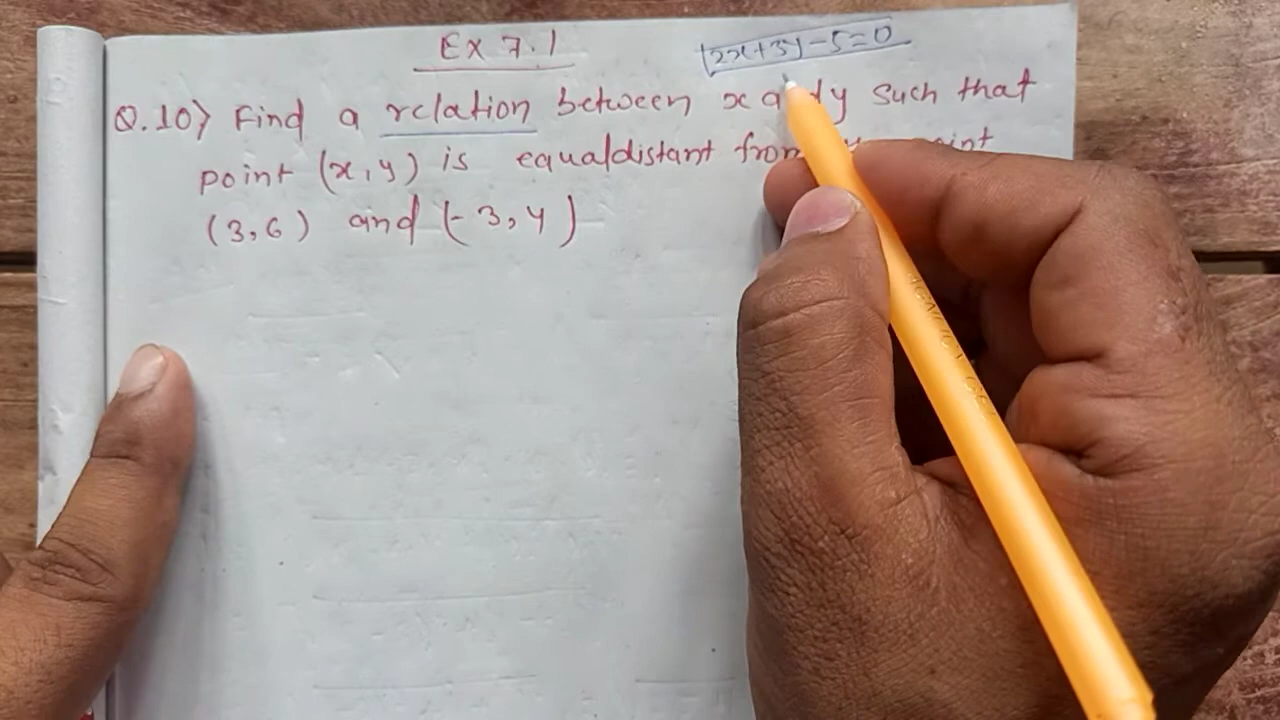 Ex 7.1
2x+3y-5=0
Q.10) Find a relation between x y such that
point (x,y) is equaldistant from
(3,6) and (-3,4)